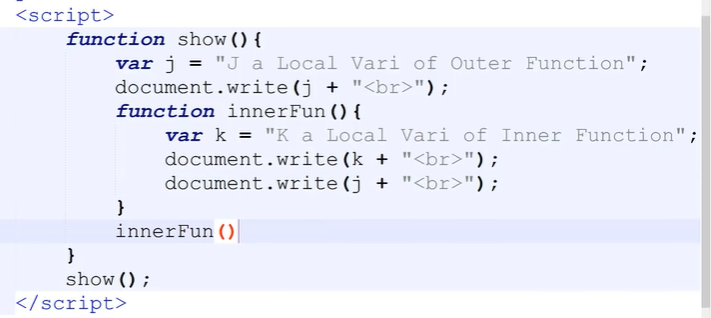 <script>
function show(){
var j = "J a Local Vari of Outer Function";
document.write(j + "<br>");
function innerFun(){
var k = "K a Local Vari of Inner Function";
document.write(k + "<br>");
document.write(j + "<br>");
}
innerFun()
}
show();
</script>